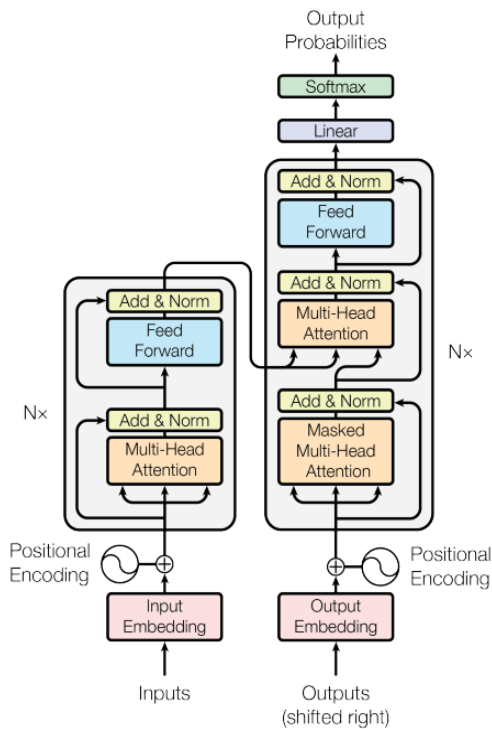 Output
Probabilities
Softmax
Linear
Add & Norm
Feed
Forward
Add & Norm
Multi-Head
Attention
Add & Norm
Masked
Multi-Head
Attention
N×
Add & Norm
Feed
Forward
Add & Norm
Multi-Head
Attention
N×
Positional
Encoding
Positional
Encoding
Input
Embedding
Output
Embedding
Inputs
Outputs
(shifted right)